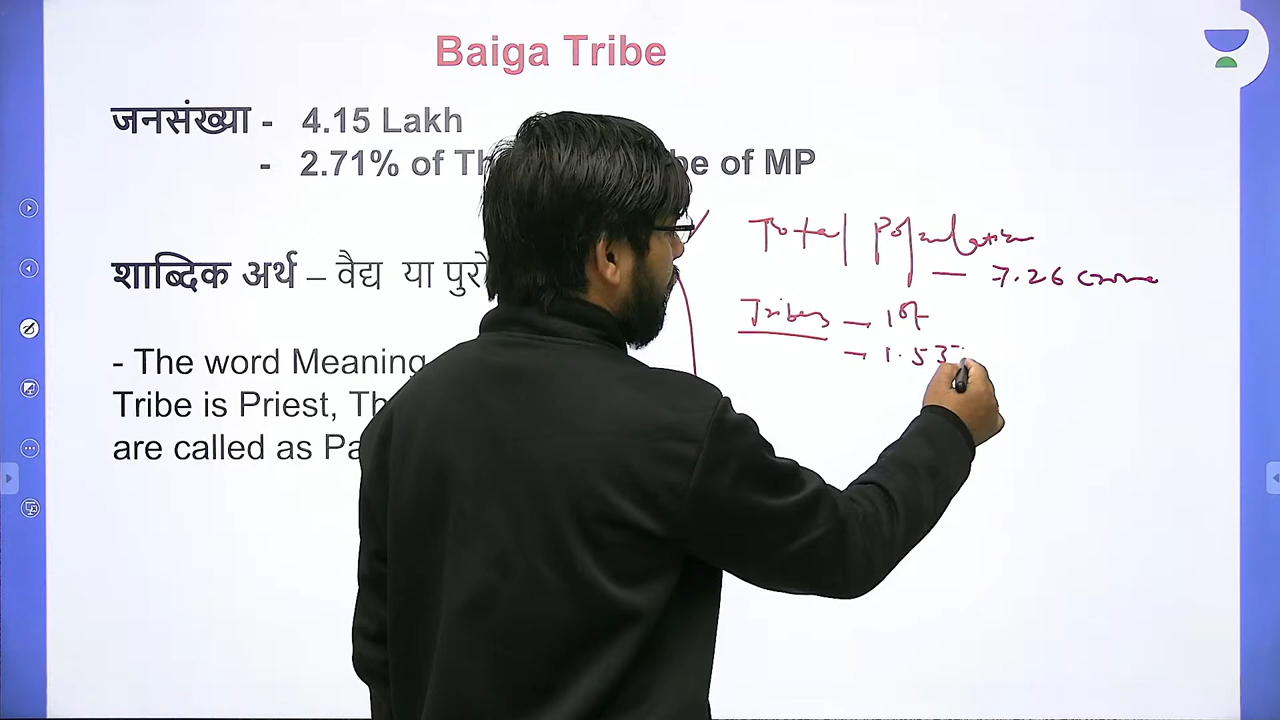 Baiga Tribe
जनसंख्या - 4.15 Lakh
- 2.71% of Th be of MP
Total Population
— 7.26 crore
शाब्दिक अर्थ – वैद्य या पुरो
Tribes — 1st
— 1.53
- The word Meaning
Tribe is Priest, Th
are called as Pa